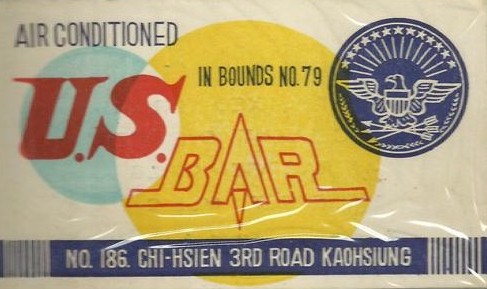 AIR CONDITIONED
IN BOUNDS NO. 79
U.S.
BAR
NO. 186. CHI-HSIEN 3RD ROAD KAOHSIUNG